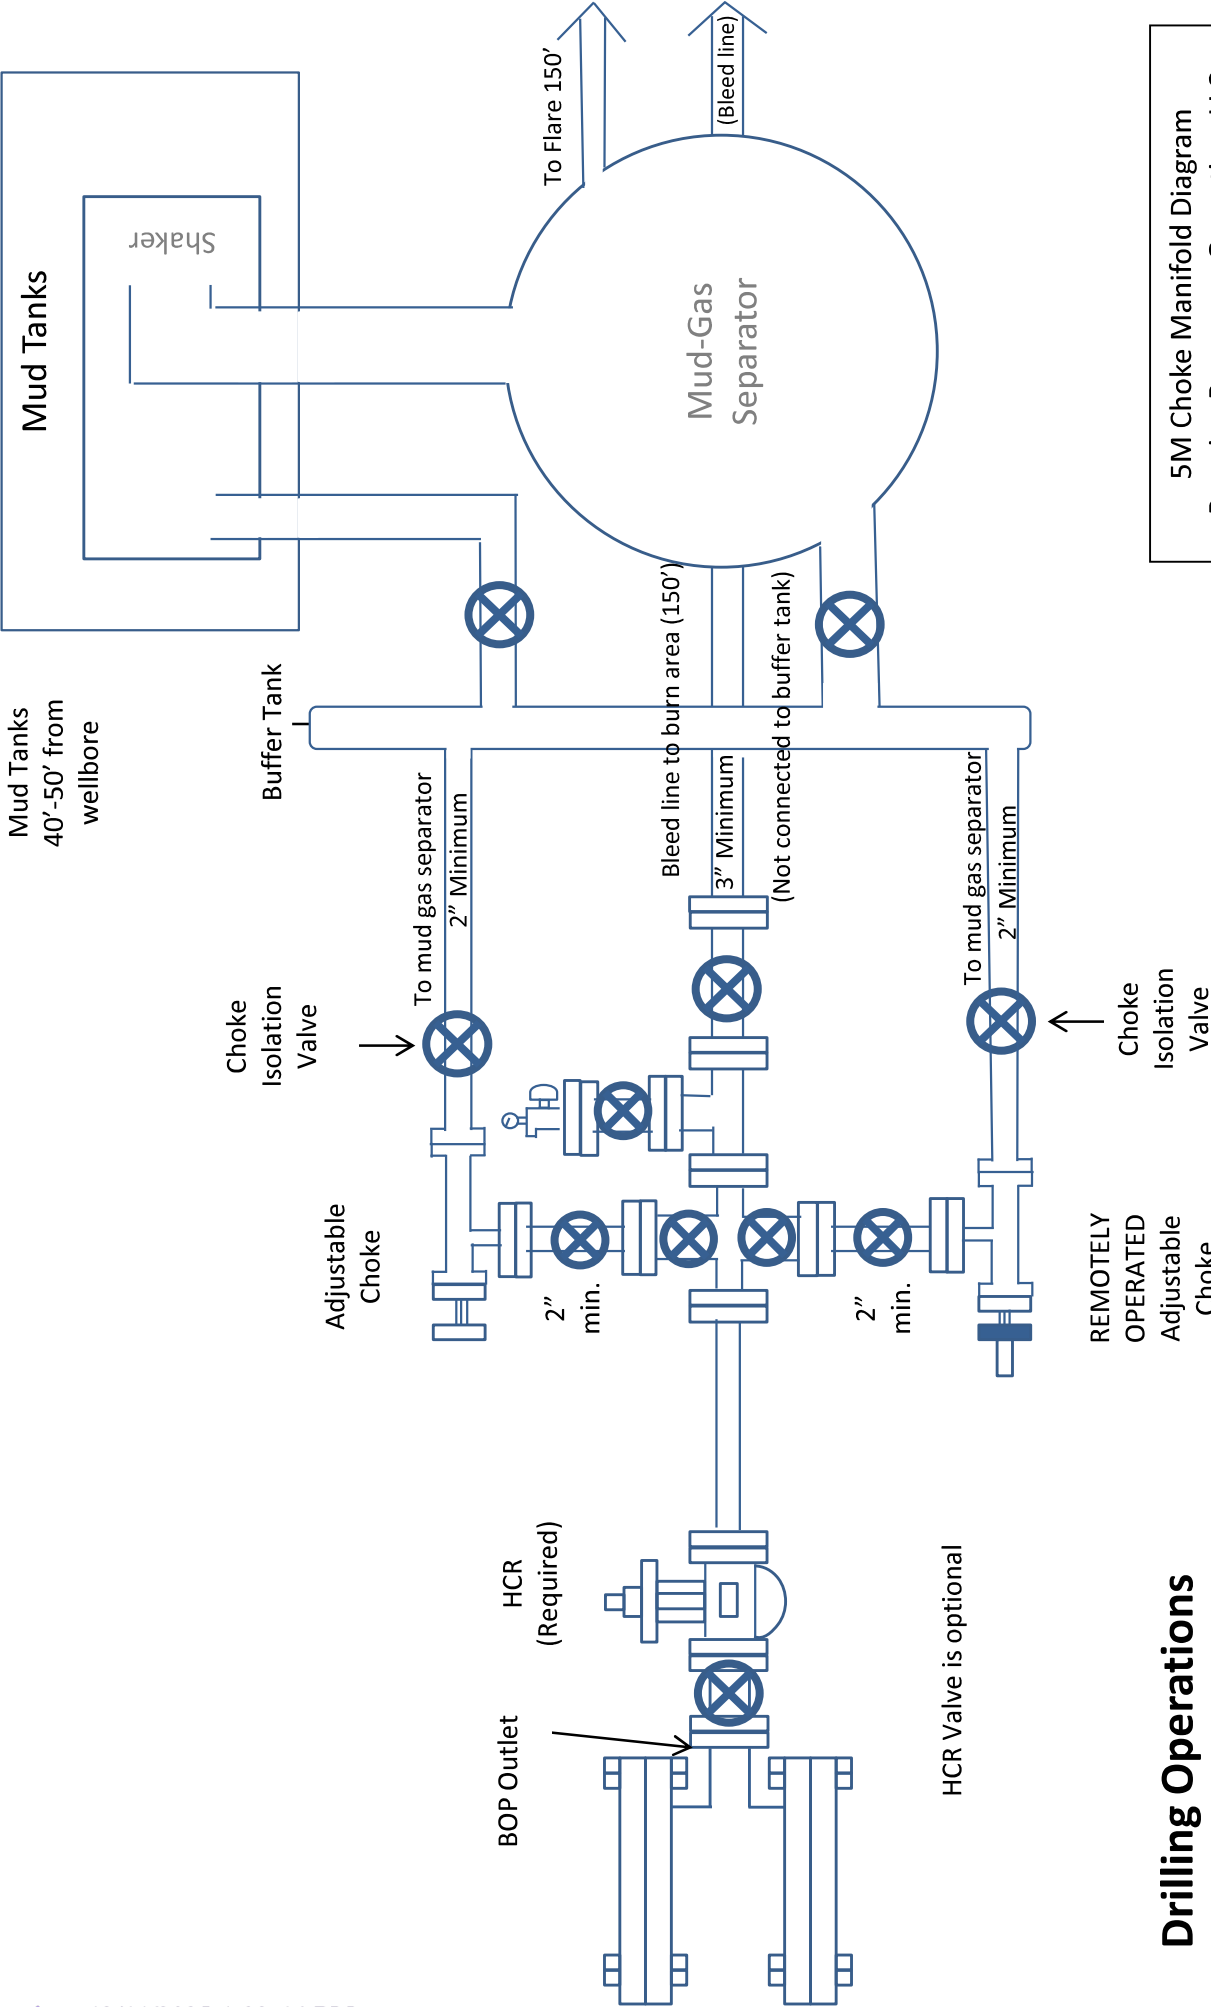 Mud Tanks
40’-50’ from
wellbore
Mud Tanks
Shaker
Buffer Tank
Choke
Isolation
Valve
To mud gas separator
2” Minimum
Adjustable
Choke
To Flare 150’
(Bleed line)
Mud-Gas
Separator
Bleed line to burn area (150’)
3” Minimum
(Not connected to buffer tank)
2”
min.
2”
min.
HCR
(Required)
BOP Outlet
To mud gas separator
2” Minimum
Choke
Isolation
Valve
REMOTELY
OPERATED
Adjustable
Choke
HCR Valve is optional
Drilling Operations
5M Choke Manifold Diagram